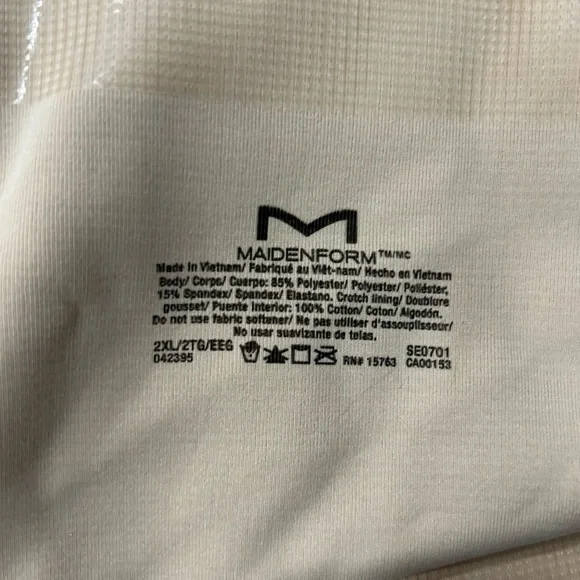 M
MAIDENFORM™/MC
Made in Vietnam/ Fabriqué au Việt-nam/ Hecho en Vietnam
Body/ Corps/ Cuerpo: 85% Polyester/ Polyester/ Poliéster,
15% Spandex/ Spandex/ Elastano. Crotch lining/ Doublure
gousset/ Puente Interior: 100% Cotton/ Coton/ Algodón.
Do not use fabric softener/ Ne pas utiliser d'assouplisseur/
No usar suavizante de telas.
2XL/2TG/EEG RN# 15763 SE0701
042395 CA00153